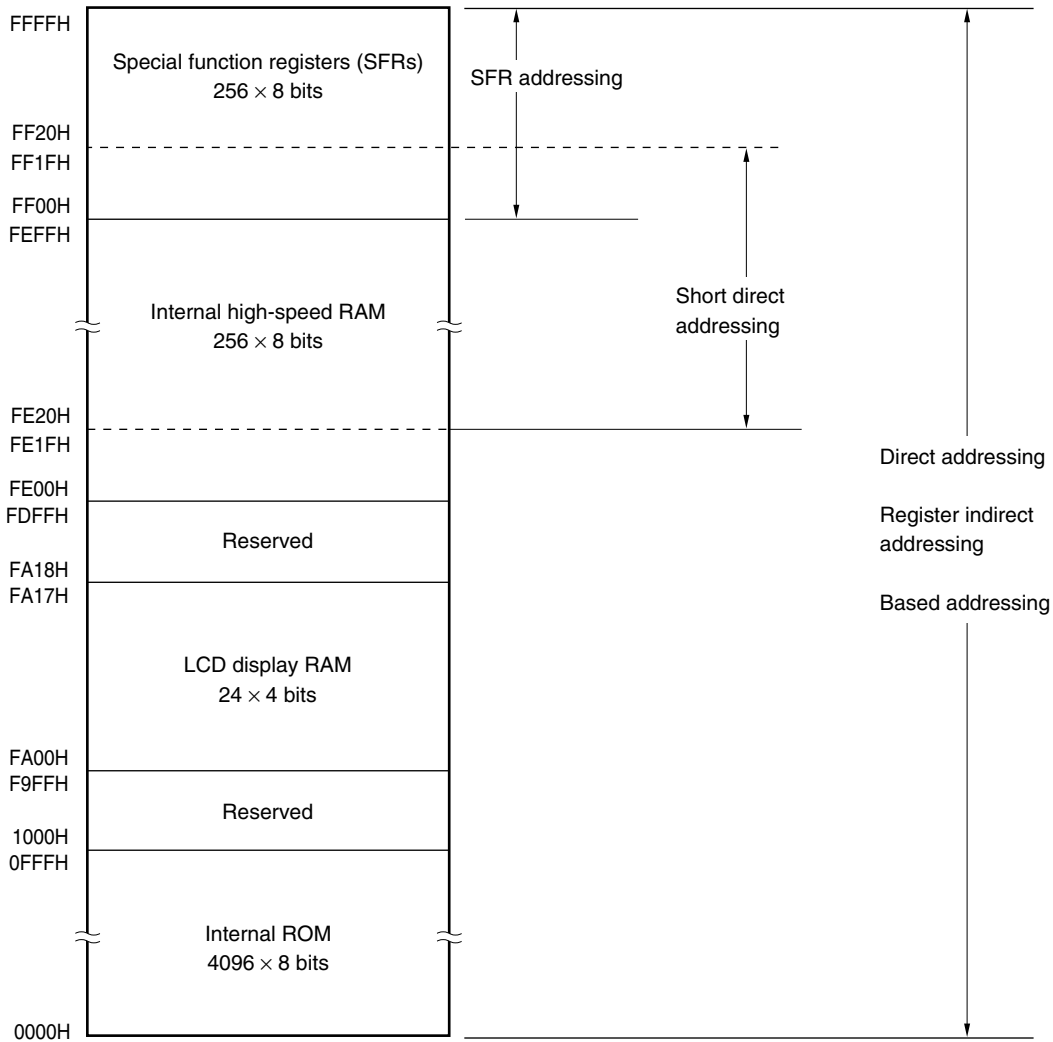 FFFFH
Special function registers (SFRs)
256 × 8 bits
SFR addressing
FF20H
FF1FH
FF00H
FEFFH
Internal high-speed RAM
256 × 8 bits
Short direct
addressing
FE20H
FE1FH
Direct addressing
Register indirect
addressing
Based addressing
FE00H
FDFFH
Reserved
FA18H
FA17H
LCD display RAM
24 × 4 bits
FA00H
F9FFH
Reserved
1000H
0FFFH
Internal ROM
4096 × 8 bits
0000H